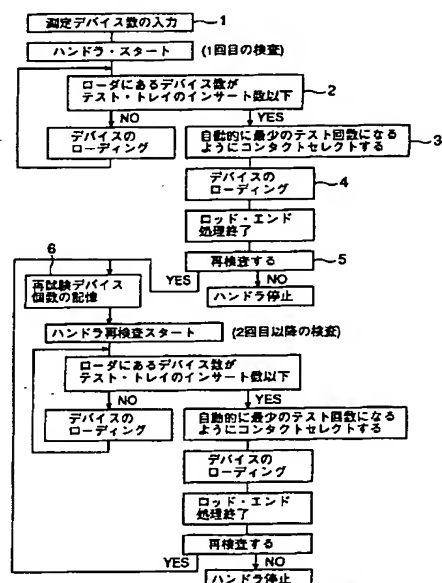 測定デバイス数の入力
1
ハンドラ・スタート
(1回目の検査)
ローダにあるデバイス数が
テスト・トレイのインサート数以下
2
NO
YES
デバイスの
ローディング
自動的に最少のテスト回数になる
ようにコンタクトセレクトする
3
デバイスの
ローディング
4
ロッド・エンド
処理終了
6
YES
再検査する
5
再試験デバイス
個数の記憶
NO
ハンドラ停止
ハンドラ再検査スタート
(2回目以降の検査)
ローダにあるデバイス数が
テスト・トレイのインサート数以下
NO
YES
デバイスの
ローディング
自動的に最少のテスト回数になる
ようにコンタクトセレクトする
デバイスの
ローディング
ロッド・エンド
処理終了
再検査する
YES
NO
ハンドラ停止